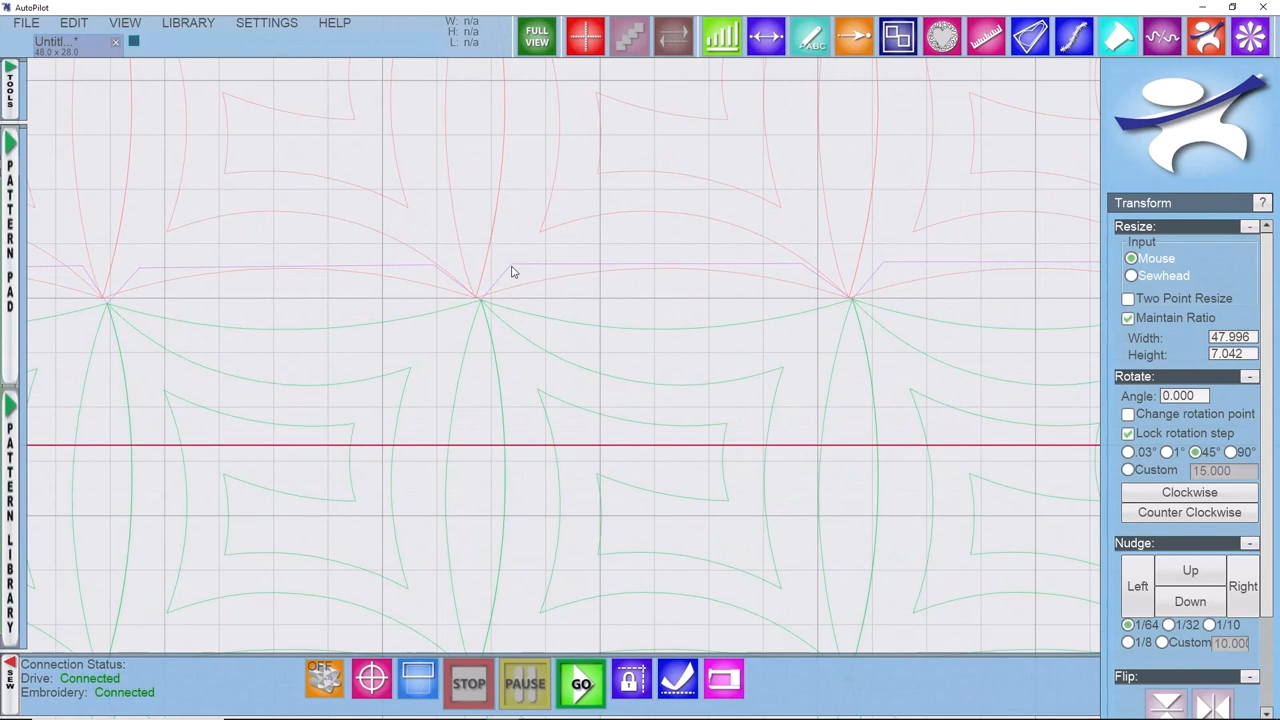 AutoPilot
FILE EDIT VIEW LIBRARY SETTINGS HELP
Untitl...*
48.0 x 28.0
W: n/a
H: n/a
L: n/a
FULL VIEW
ABC
TOOLS
PATTERN PAD
PATTERN LIBRARY
SEW
Transform ?
Resize: -
Input
Mouse
Sewhead
Two Point Resize
Maintain Ratio
Width: 47.996
Height: 7.042
Rotate: -
Angle: 0.000
Change rotation point
Lock rotation step
.03° 1° 45° 90°
Custom 15.000
Clockwise
Counter Clockwise
Nudge: -
Left Up Right
Down
1/64 1/32 1/10
1/8 Custom 10.000
Flip: -
Connection Status:
Drive: Connected
Embroidery: Connected
OFF
STOP
PAUSE
GO